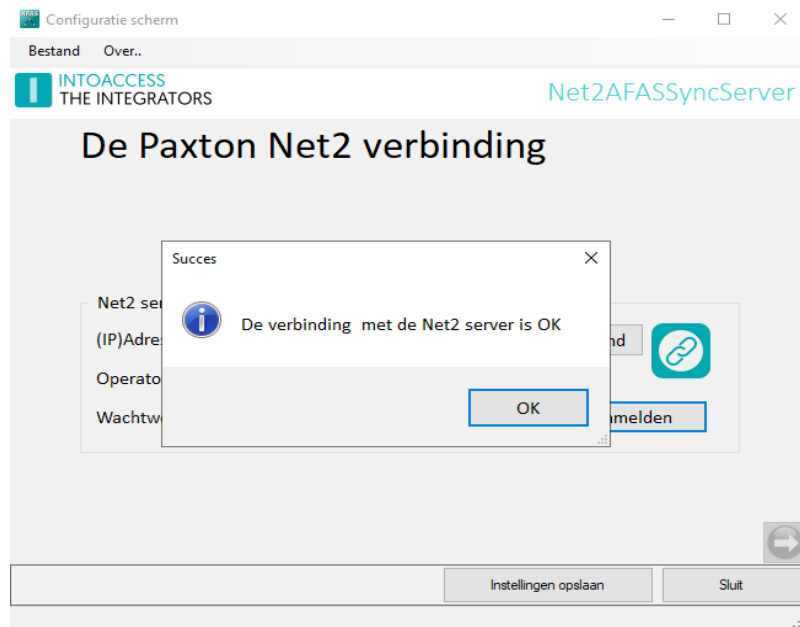 Configuratie scherm
Bestand Over..
INTOACCESS
THE INTEGRATORS
Net2AFASSyncServer
De Paxton Net2 verbinding
Succes
De verbinding met de Net2 server is OK
OK
Net2
Instellingen opslaan
Sluit